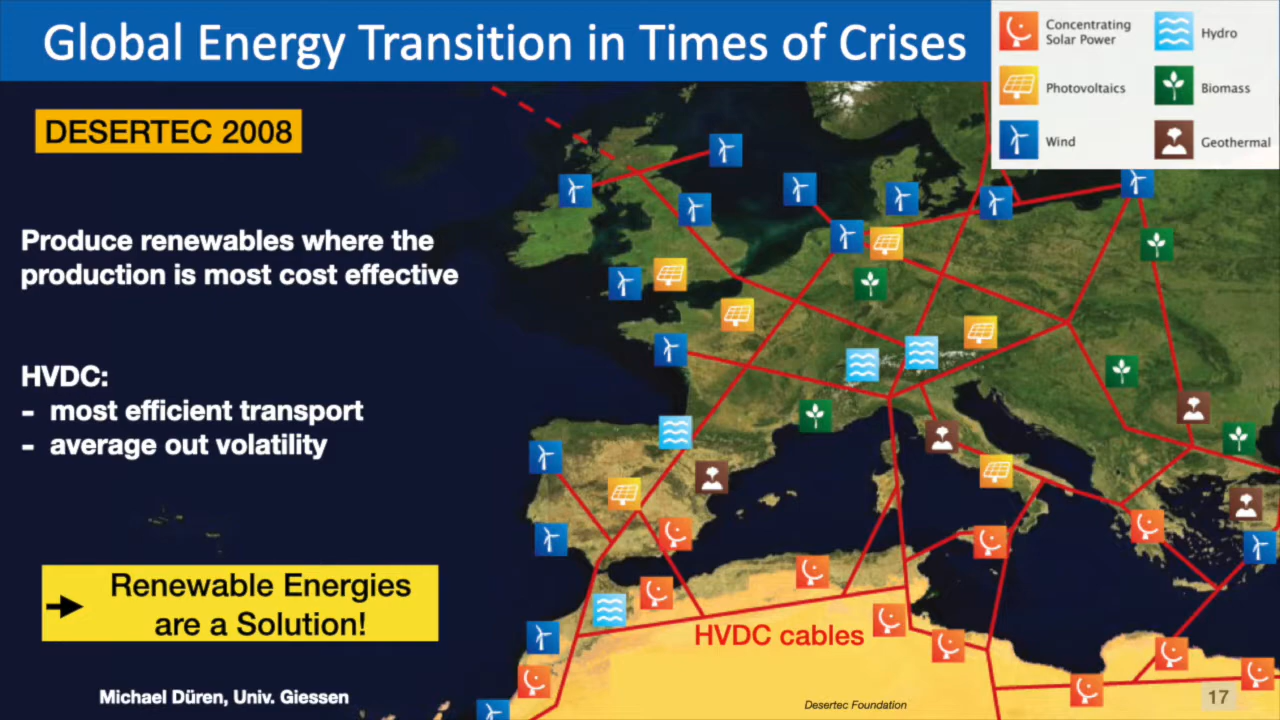 Global Energy Transition in Times of Crises
Concentrating
Solar Power
Hydro
Photovoltaics
Biomass
Wind
Geothermal
DESERTEC 2008
Produce renewables where the
production is most cost effective
HVDC:
- most efficient transport
- average out volatility
Renewable Energies
are a Solution!
HVDC cables
Michael Düren, Univ. Giessen
Desertec Foundation
17